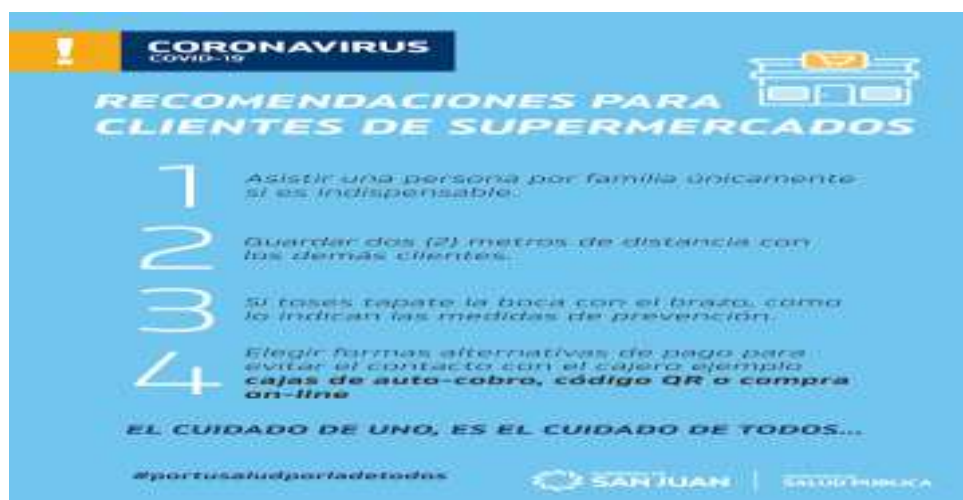 !
CORONAVIRUS
COVID-19
RECOMENDACIONES PARA
CLIENTES DE SUPERMERCADOS
1
Asistir una persona por familia únicamente
si es indispensable.
2
Guardar dos (2) metros de distancia con
los demás clientes.
3
Si toses tapate la boca con el brazo, como
lo indican las medidas de prevención.
4
Elegir formas alternativas de pago para
evitar el contacto con el cajero ejemplo
cajas de auto-cobro, código QR o compra
on-line
EL CUIDADO DE UNO, ES EL CUIDADO DE TODOS...
#portusaludporladetodos
SAN JUAN
SALUD PÚBLICA